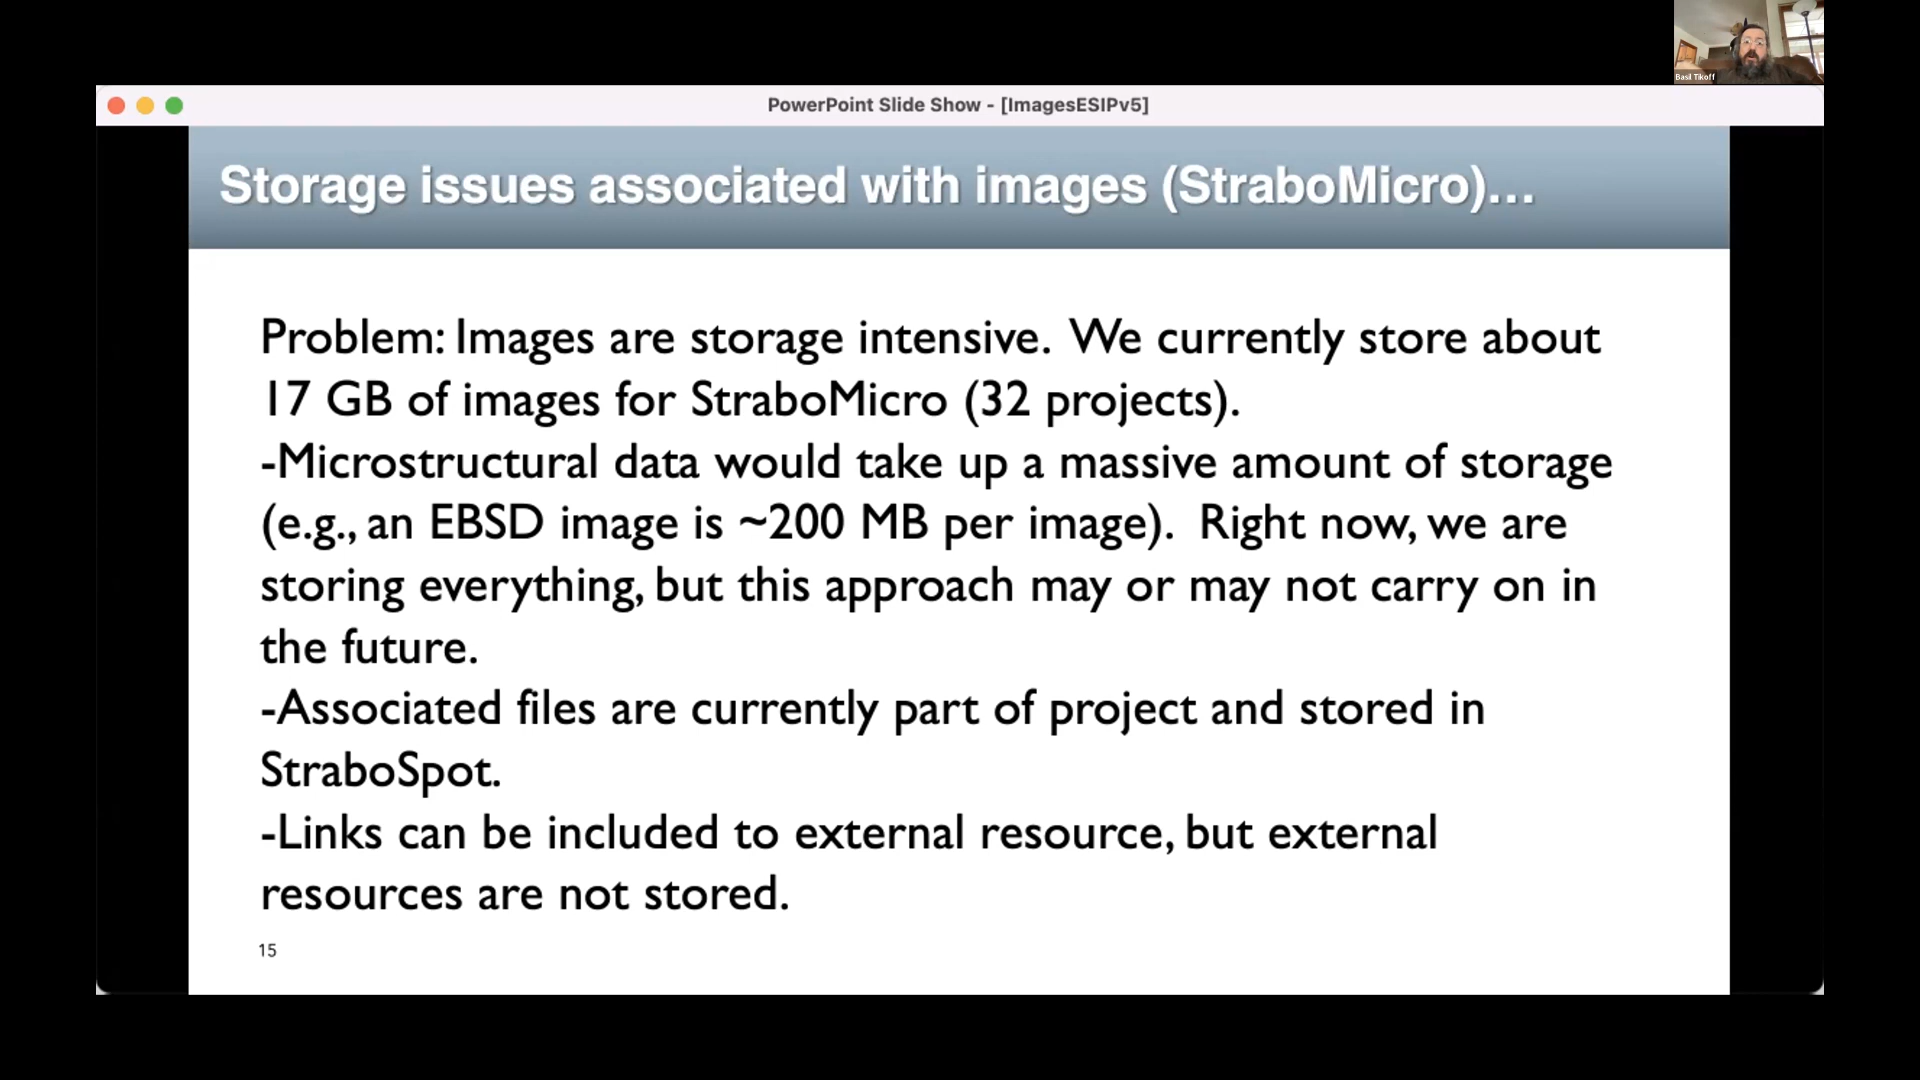 Basil Tikoff
PowerPoint Slide Show - [ImagesESIPv5]
Storage issues associated with images (StraboMicro)...
Problem: Images are storage intensive.  We currently store about
17 GB of images for StraboMicro (32 projects).
-Microstructural data would take up a massive amount of storage
(e.g., an EBSD image is ~200 MB per image).  Right now, we are
storing everything, but this approach may or may not carry on in
the future.
-Associated files are currently part of project and stored in
StraboSpot.
-Links can be included to external resource, but external
resources are not stored.
15